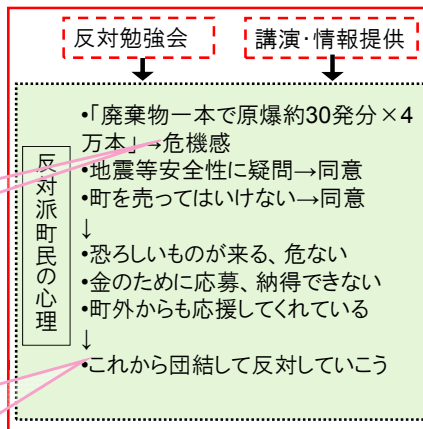 反対勉強会
講演･情報提供
反対派町民の心理
•「廃棄物一本で原爆約30発分×4
万本」→危機感
•地震等安全性に疑問→同意
•町を売ってはいけない→同意
↓
•恐ろしいものが来る、危ない
•金のために応募、納得できない
•町外からも応援してくれている
↓
•これから団結して反対していこう